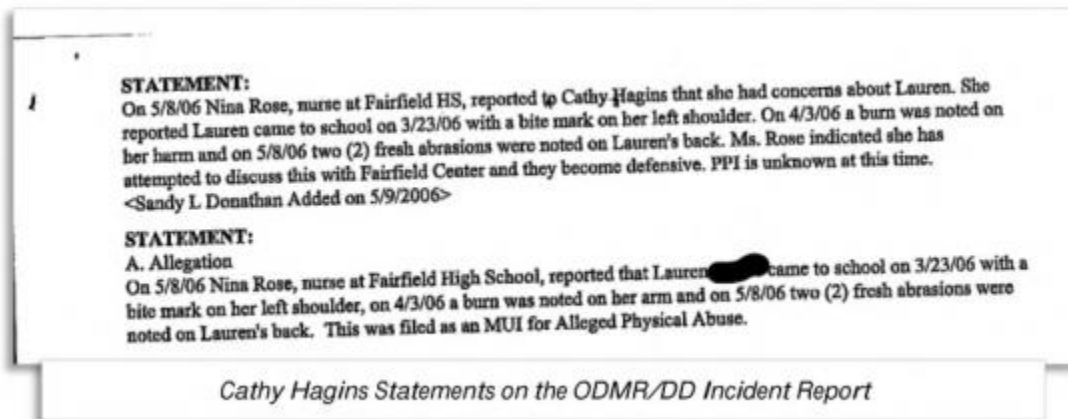 STATEMENT:
On 5/8/06 Nina Rose, nurse at Fairfield HS, reported to Cathy Hagins that she had concerns about Lauren. She
reported Lauren came to school on 3/23/06 with a bite mark on her left shoulder. On 4/3/06 a burn was noted on
her harm and on 5/8/06 two (2) fresh abrasions were noted on Lauren's back. Ms. Rose indicated she has
attempted to discuss this with Fairfield Center and they become defensive. PPI is unknown at this time.
<Sandy L Donathan Added on 5/9/2006>
STATEMENT:
A. Allegation
On 5/8/06 Nina Rose, nurse at Fairfield High School, reported that Lauren came to school on 3/23/06 with a
bite mark on her left shoulder, on 4/3/06 a burn was noted on her arm and on 5/8/06 two (2) fresh abrasions were
noted on Lauren's back. This was filed as an MUI for Alleged Physical Abuse.
Cathy Hagins Statements on the ODMR/DD Incident Report